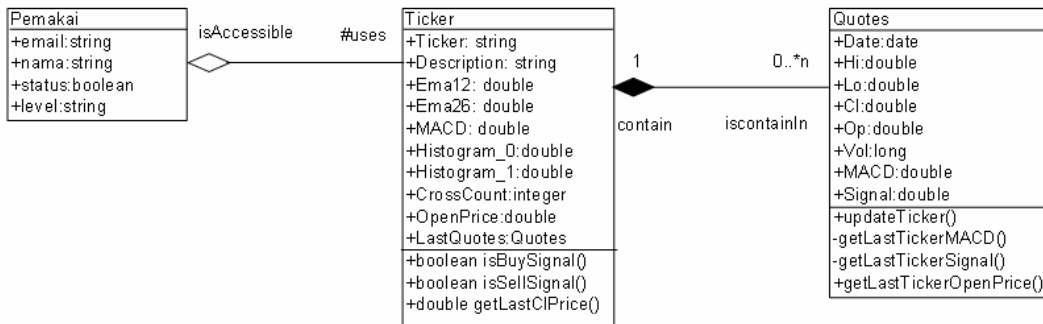 Pemakai
+email:string
+nama:string
+status:boolean
+level:string
isAccessible
#uses
Ticker
+Ticker: string
+Description: string
+Ema12: double
+Ema26: double
+MACD: double
+Histogram_0:double
+Histogram_1:double
+CrossCount:integer
+OpenPrice:double
+LastQuotes:Quotes
+boolean isBuySignal()
+boolean isSellSignal()
+double getLastClPrice()
1
0..*n
contain
iscontainIn
Quotes
+Date:date
+Hi:double
+Lo:double
+Cl:double
+Op:double
+Vol:long
+MACD:double
+Signal:double
+updateTicker()
-getLastTickerMACD()
-getLastTickerSignal()
+getLastTickerOpenPrice()